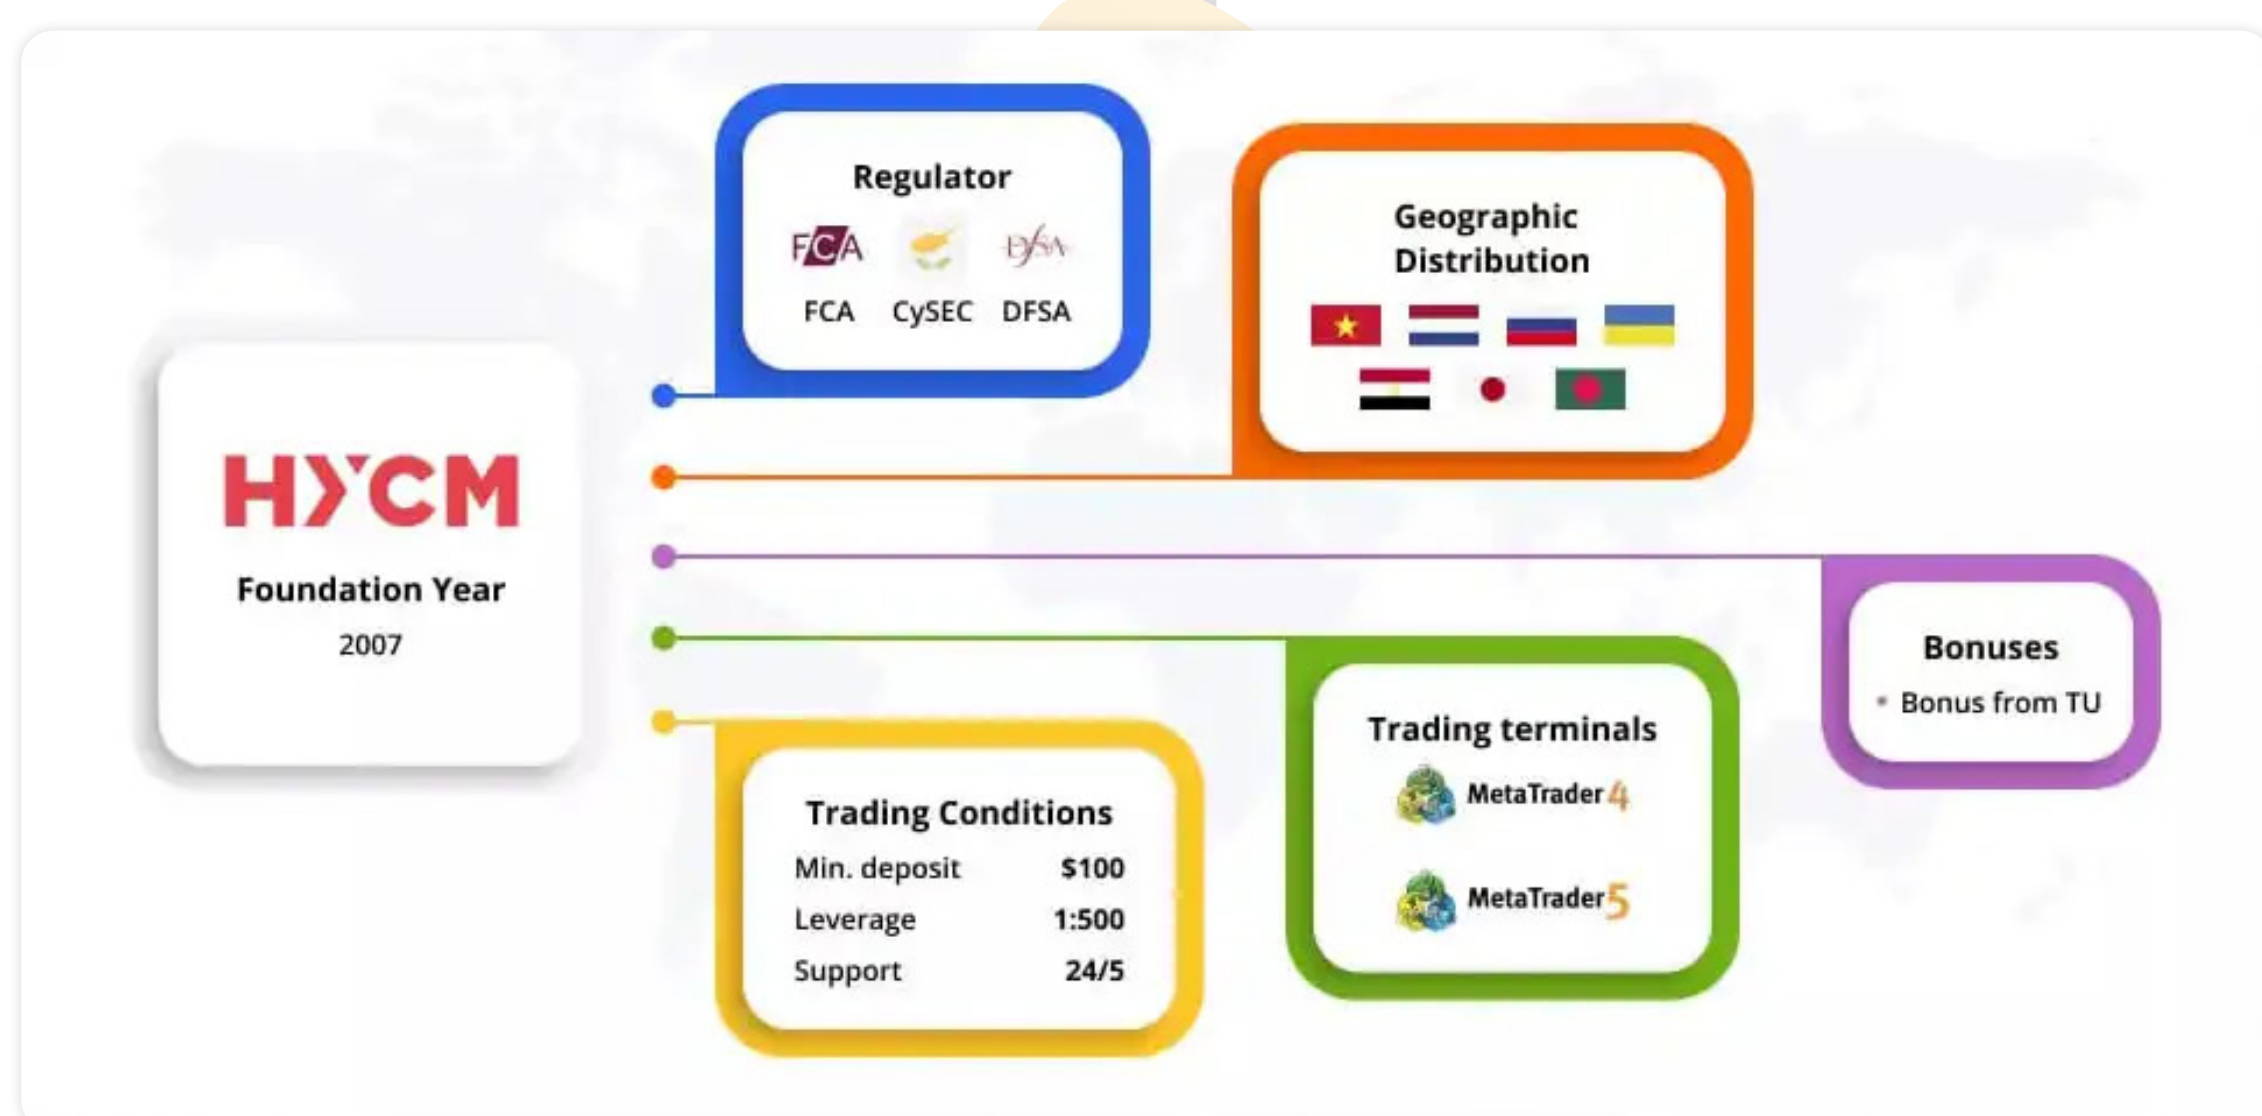 HYCM
Foundation Year
2007
Regulator
FCA DFSA
FCA CySEC DFSA
Geographic
Distribution
Bonuses
• Bonus from TU
Trading terminals
MetaTrader 4
MetaTrader 5
Trading Conditions
Min. deposit $100
Leverage 1:500
Support 24/5